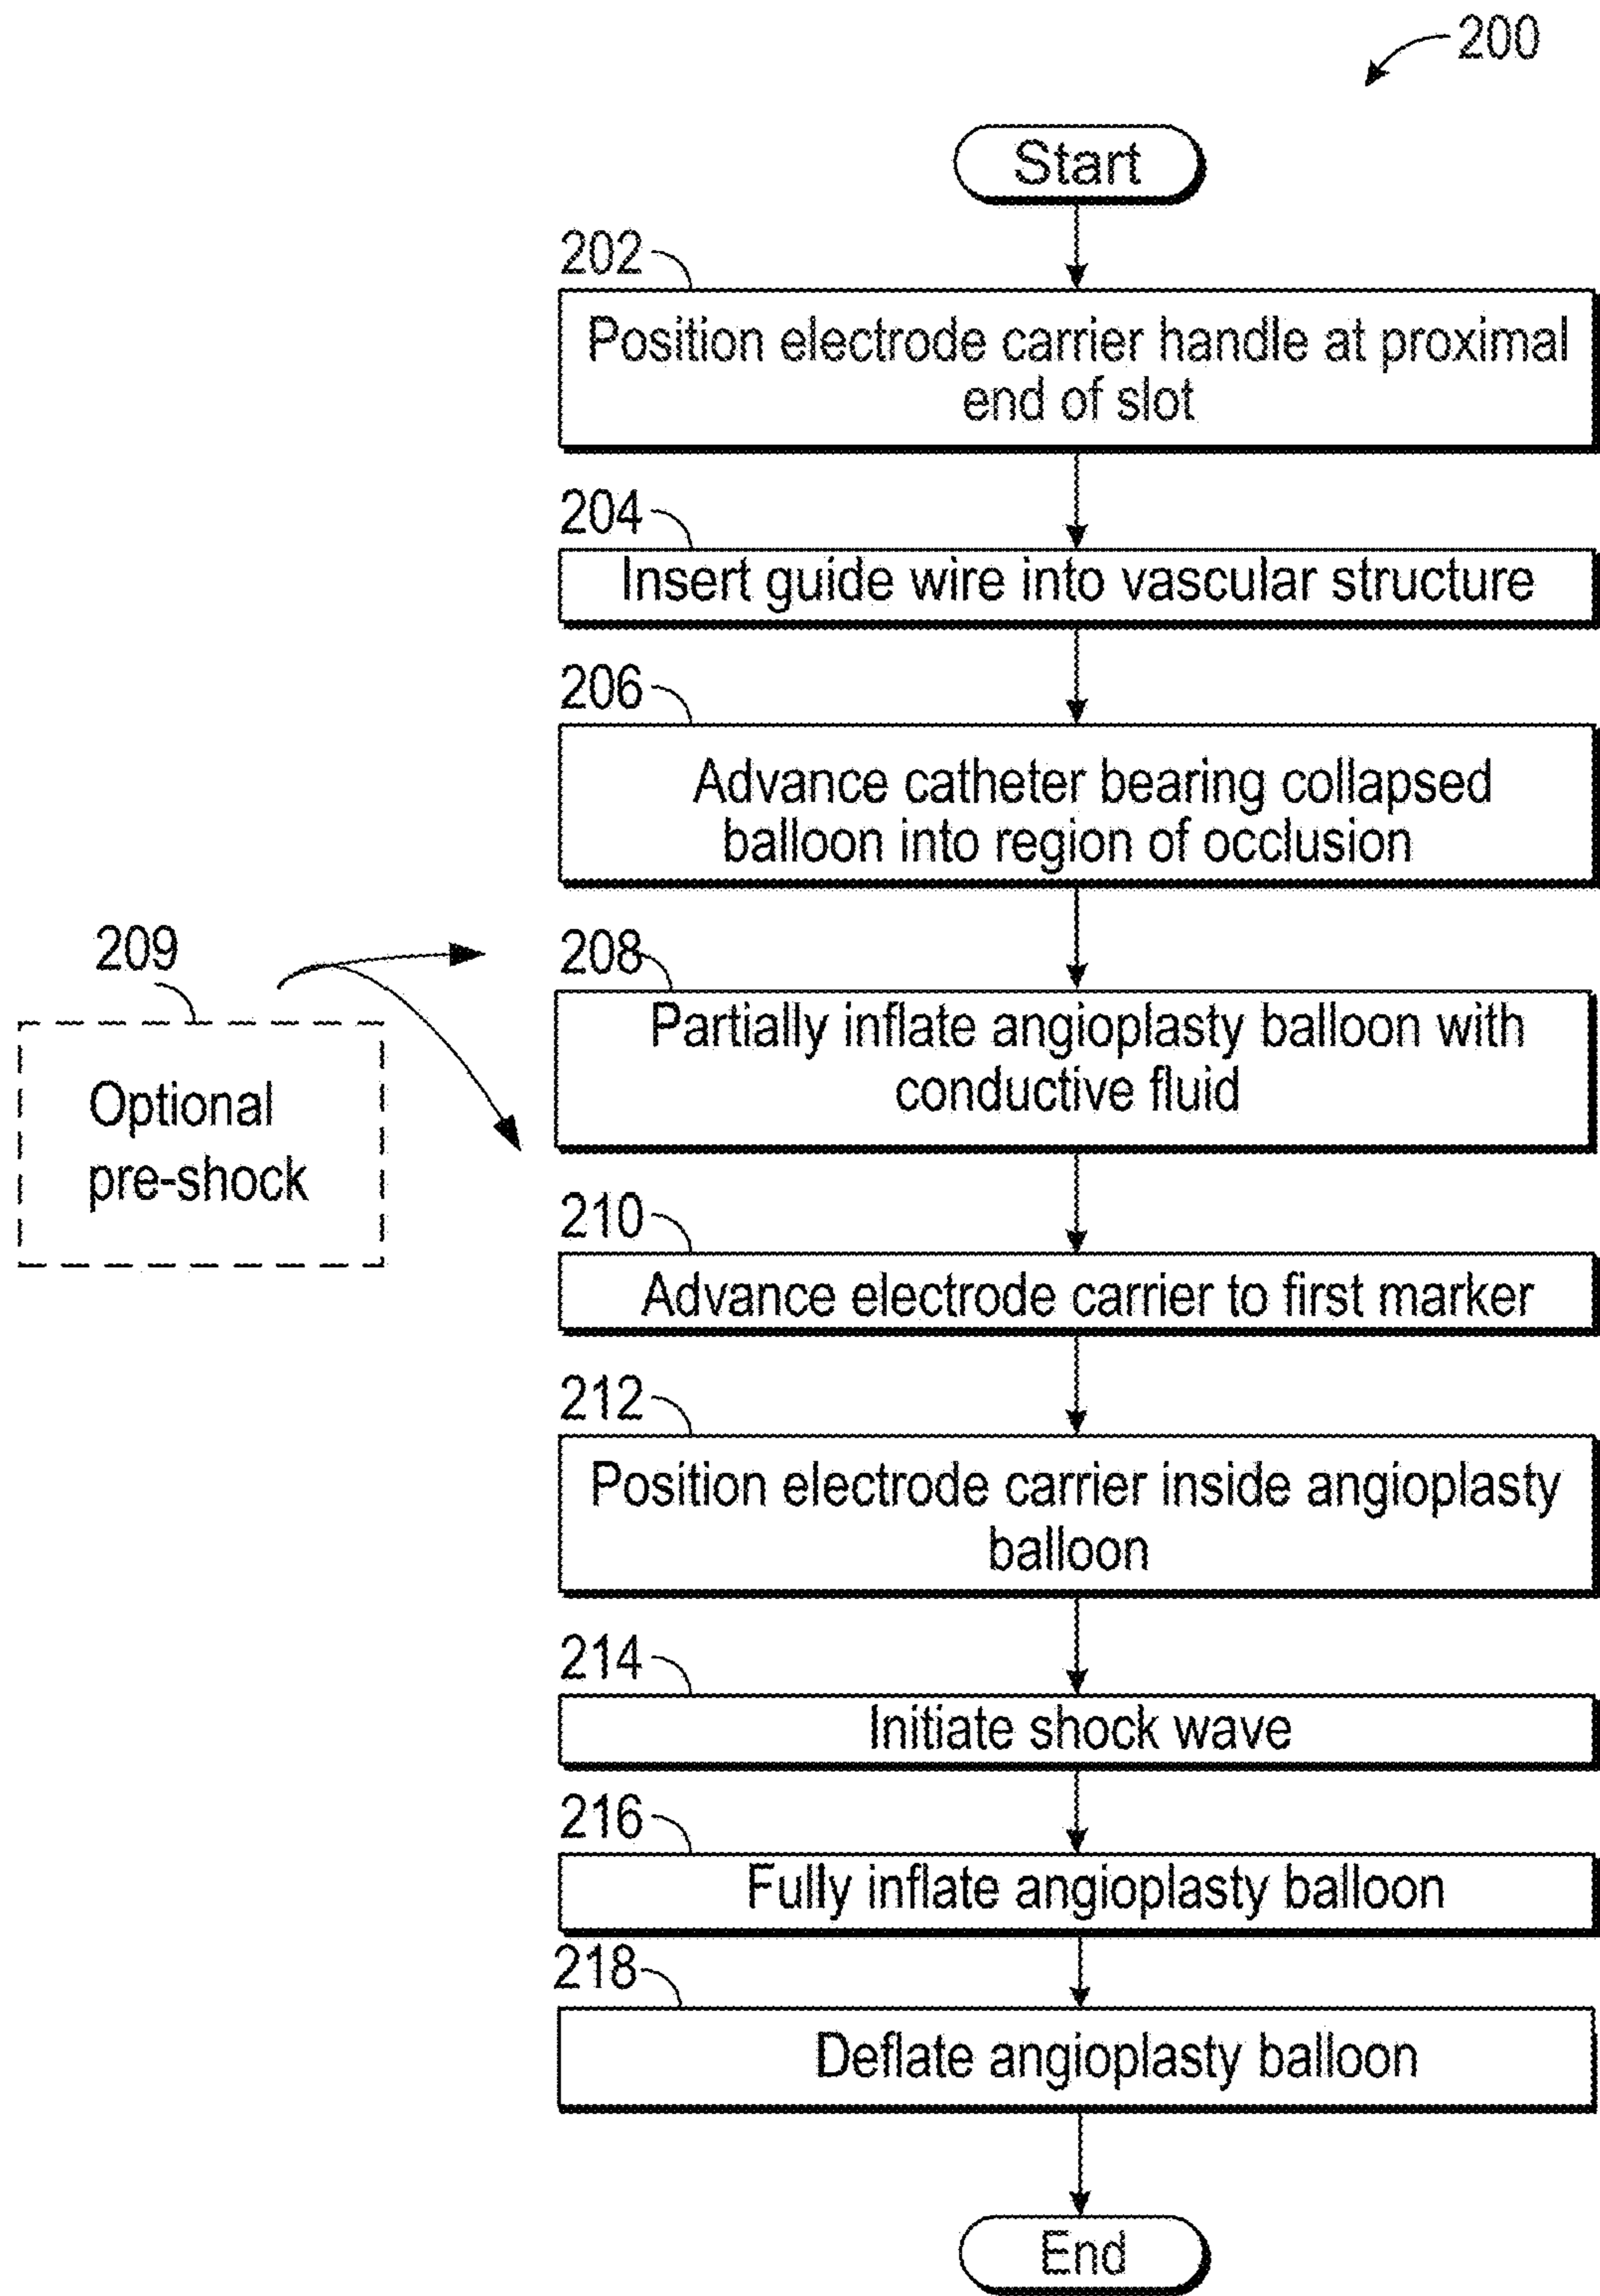 200
Start
202
Position electrode carrier handle at proximal
end of slot
204
Insert guide wire into vascular structure
206
Advance catheter bearing collapsed
balloon into region of occlusion
209
Optional
pre-shock
208
Partially inflate angioplasty balloon with
conductive fluid
210
Advance electrode carrier to first marker
212
Position electrode carrier inside angioplasty
balloon
214
Initiate shock wave
216
Fully inflate angioplasty balloon
218
Deflate angioplasty balloon
End